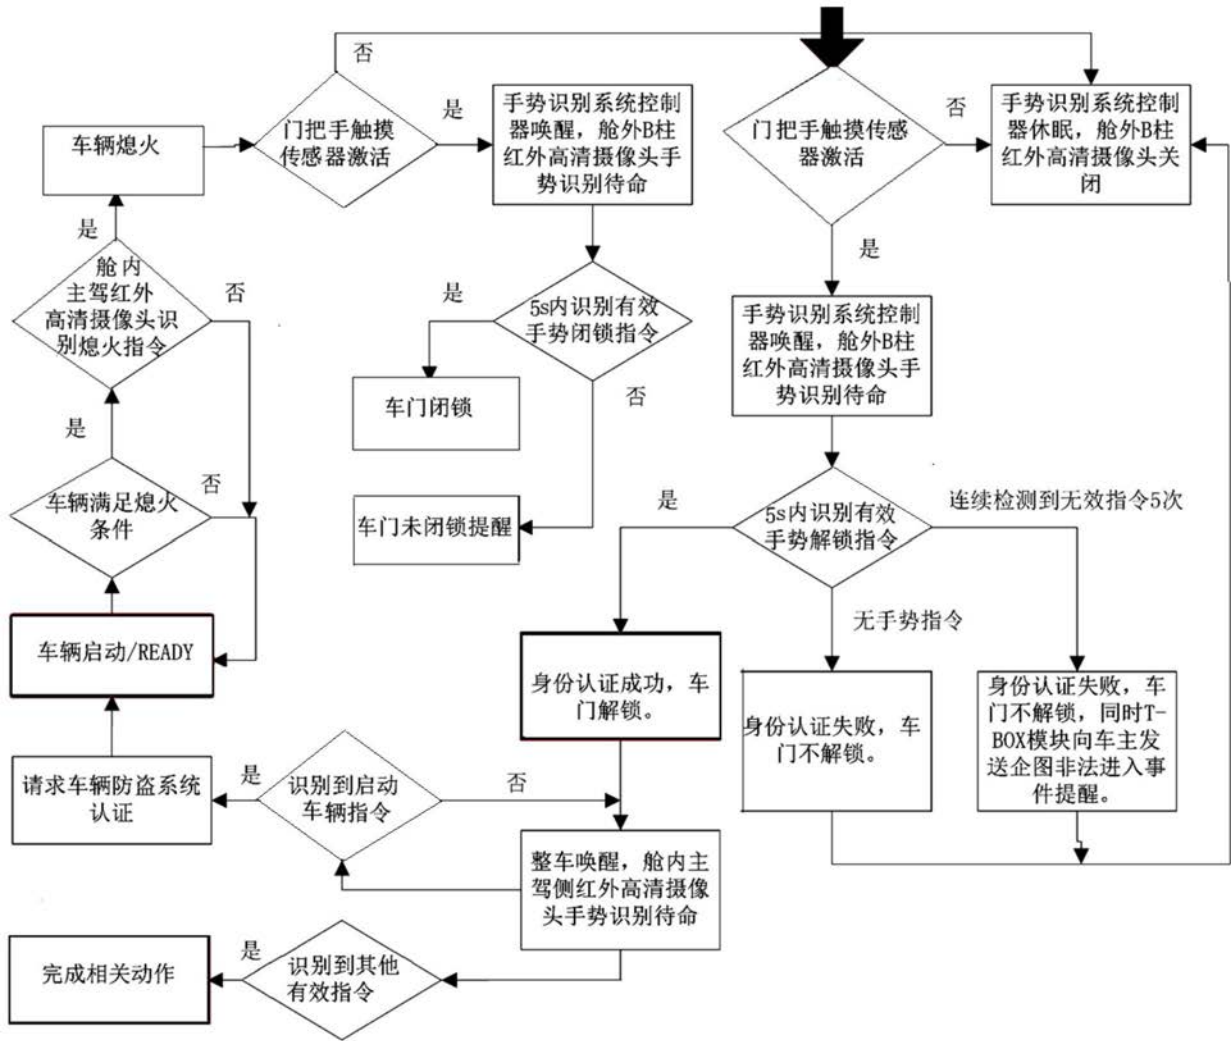 否
门把手触摸
传感器激活
是
手势识别系统控制
器唤醒，舱外B柱
红外高清摄像头手
势识别待命
门把手触摸传感
器激活
否
手势识别系统控制
器休眠，舱外B柱
红外高清摄像头关
闭
车辆熄火
是
舱内
主驾红外
高清摄像头识
别熄火指令
否
是
5s内识别有效
手势闭锁指令
否
车门闭锁
是
手势识别系统控制
器唤醒，舱外B柱
红外高清摄像头手
势识别待命
是
车辆满足熄火
条件
否
车门未闭锁提醒
是
5s内识别有效
手势解锁指令
连续检测到无效指令5次
无手势指令
车辆启动/READY
身份认证成功，车
门解锁。
身份认证失败，车
门不解锁。
身份认证失败，车
门不解锁，同时T-
BOX模块向车主发
送企图非法进入事
件提醒。
请求车辆防盗系统
认证
是
识别到启动
车辆指令
否
整车唤醒，舱内主
驾侧红外高清摄像
头手势识别待命
完成相关动作
是
识别到其他
有效指令